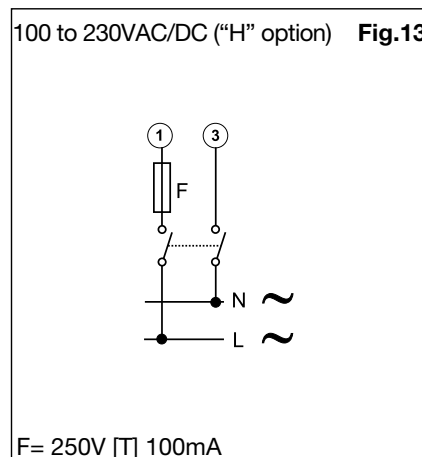 100 to 230VAC/DC (“H” option) Fig.13
1 3
F
N ~
L ~
F= 250V [T] 100mA